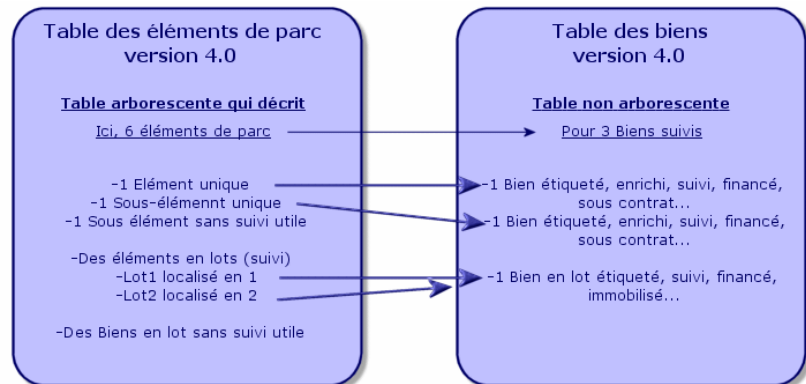 Table des éléments de parc
version 4.0
Table arborescente qui décrit
Ici, 6 éléments de parc
-1 Elément unique
-1 Sous-élémennt unique
-1 Sous élément sans suivi utile
-Des éléments en lots (suivi)
-Lot1 localisé en 1
-Lot2 localisé en 2
-Des Biens en lot sans suivi utile
Table des biens
version 4.0
Table non arborescente
Pour 3 Biens suivis
-1 Bien étiqueté, enrichi, suivi, financé,
sous contrat...
-1 Bien étiqueté, enrichi, suivi, financé,
sous contrat...
-1 Bien en lot étiqueté, suivi, financé,
immobilisé...